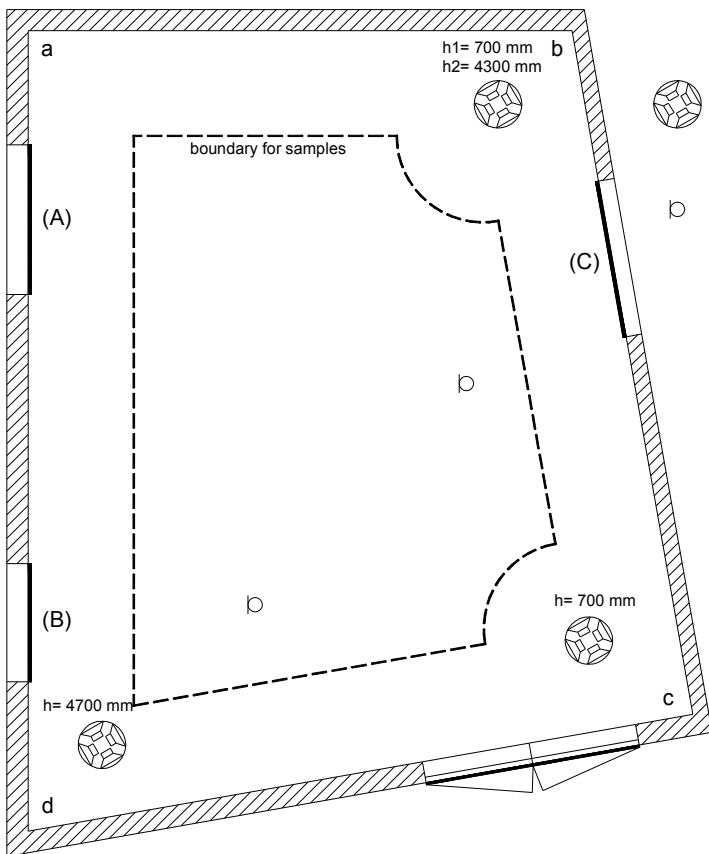 a
h1= 700 mm
b
h2= 4300 mm
boundary for samples
(A)
(C)
h= 700 mm
(B)
c
h= 4700 mm
d